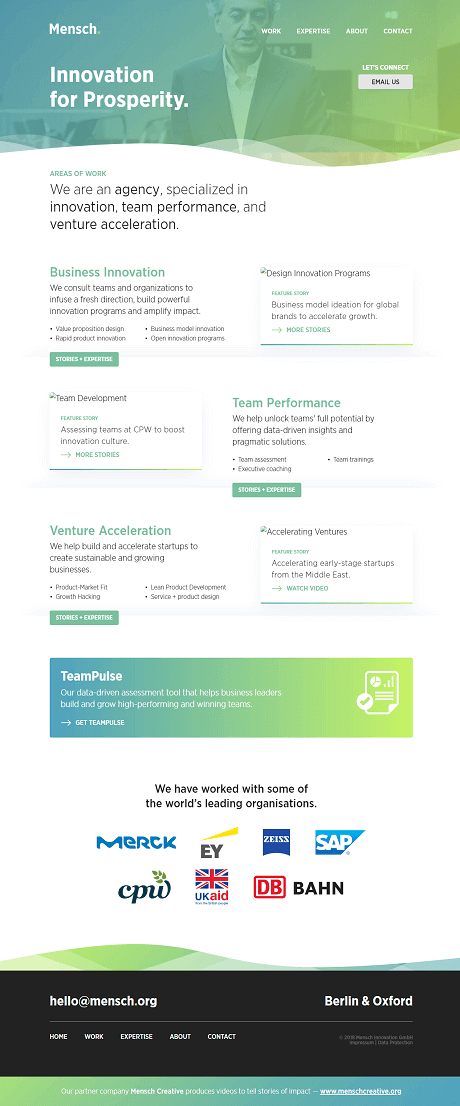 Mensch.
WORK EXPERTISE ABOUT CONTACT
Innovation
for Prosperity.
LET'S CONNECT
EMAIL US
AREAS OF WORK
We are an agency, specialized in
innovation, team performance, and
venture acceleration.
Business Innovation
We consult teams and organizations to
infuse a fresh direction, build powerful
innovation programs and amplify impact.
• Value proposition design • Business model innovation
• Rapid product innovation • Open innovation programs
STORIES + EXPERTISE
Design Innovation Programs
FEATURE STORY
Business model ideation for global
brands to accelerate growth.
MORE STORIES
Team Development
FEATURE STORY
Assessing teams at CPW to boost
innovation culture.
MORE STORIES
Team Performance
We help unlock teams' full potential by
offering data-driven insights and
pragmatic solutions.
• Team assessment • Team trainings
• Executive coaching
STORIES + EXPERTISE
Venture Acceleration
We help build and accelerate startups to
create sustainable and growing
businesses.
• Product-Market Fit • Lean Product Development
• Growth Hacking • Service + product design
STORIES + EXPERTISE
Accelerating Ventures
FEATURE STORY
Accelerating early-stage startups
from the Middle East.
WATCH VIDEO
TeamPulse
Our data-driven assessment tool that helps business leaders
build and grow high-performing and winning teams.
GET TEAMPULSE
We have worked with some of
the world's leading organisations.
MERCK EY ZEISS SAP
cpw UKaid DB BAHN
from the British people
hello@mensch.org Berlin & Oxford
HOME WORK EXPERTISE ABOUT CONTACT
© 2018 Mensch Innovation GmbH
Impressum | Data Protection
Our partner company Mensch Creative produces videos to tell stories of impact — www.menschcreative.org